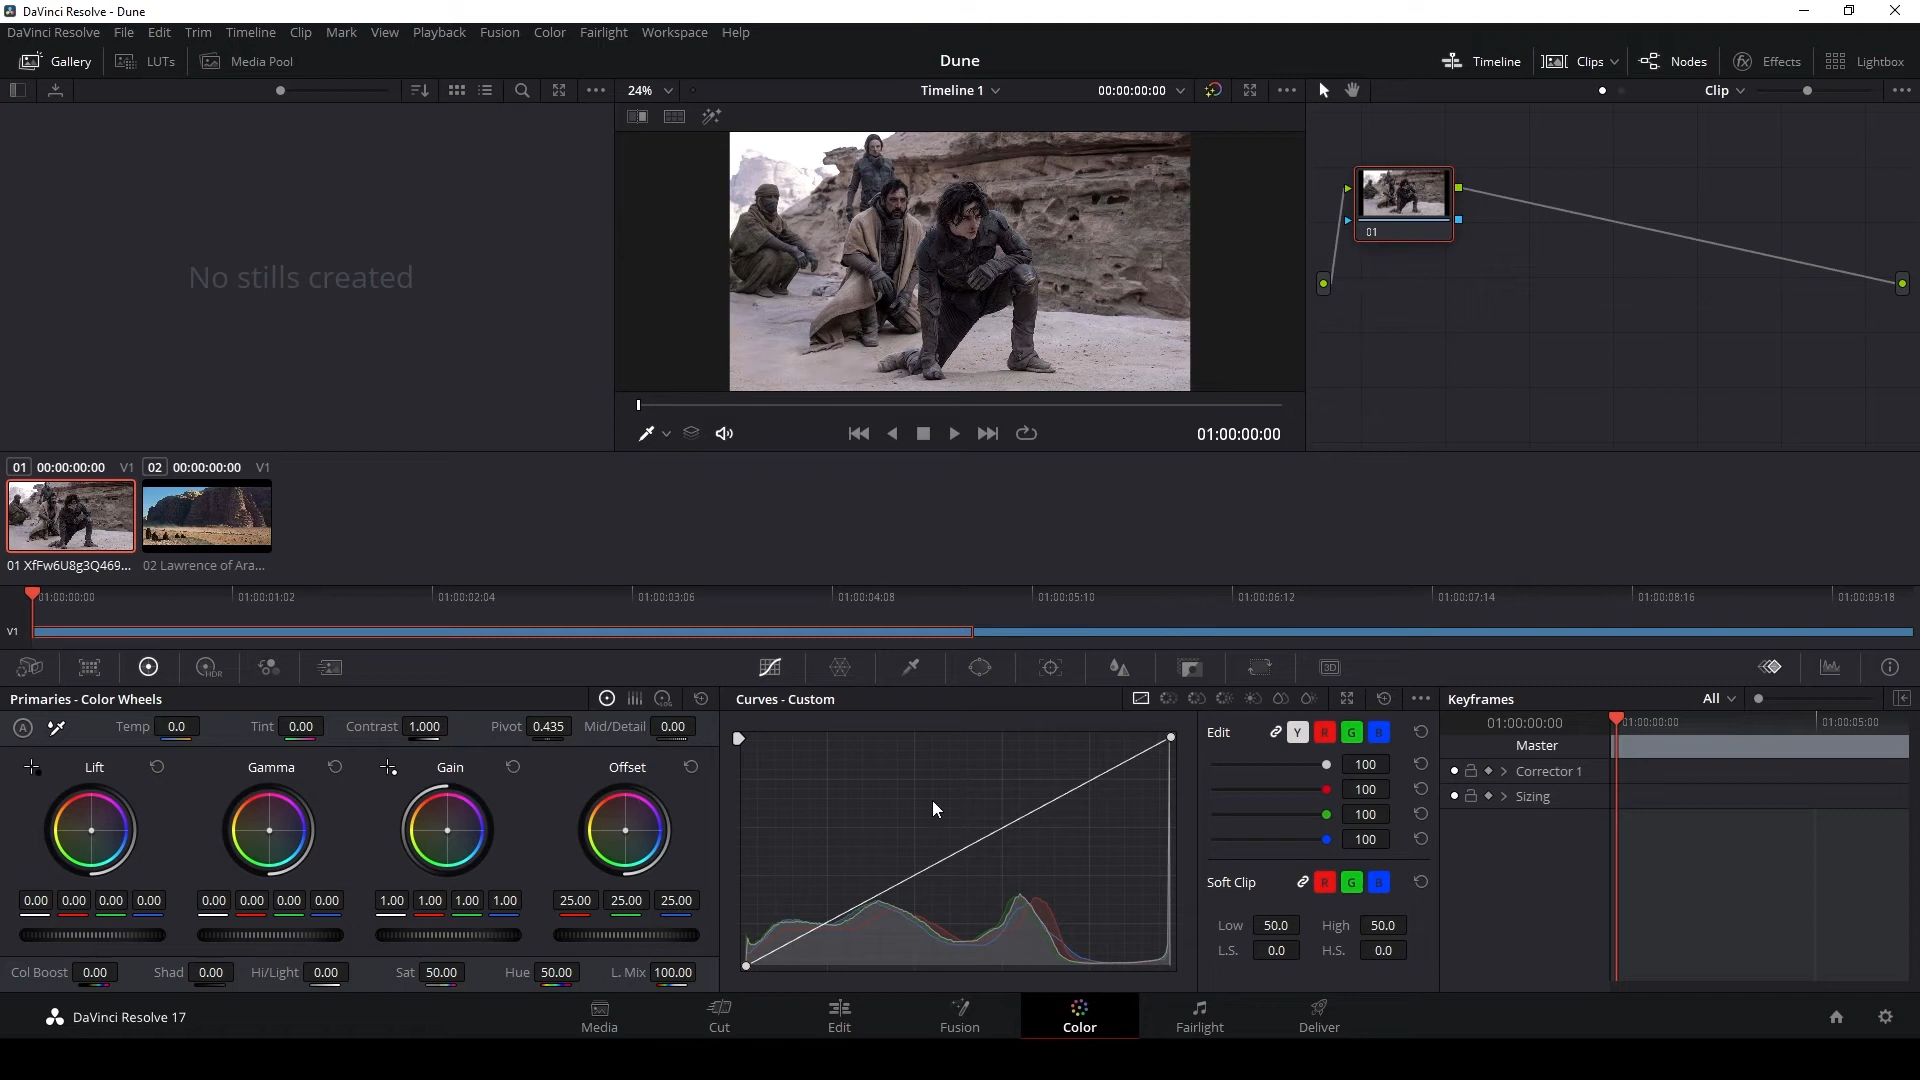 DaVinci Resolve - Dune
DaVinci Resolve File Edit Trim Timeline Clip Mark View Playback Fusion Color Fairlight Workspace Help
Gallery LUTs Media Pool Dune Timeline Clips Nodes Effects Lightbox
24% Timeline 1 00:00:00:00 Clip
No stills created
01
01:00:00:00
01 00:00:00:00 V1 02 00:00:00:00 V1
01 XfFw6U8g3Q469... 02 Lawrence of Ara...
01:00:00:00 01:00:01:02 01:00:02:04 01:00:03:06 01:00:04:08 01:00:05:10 01:00:06:12 01:00:07:14 01:00:08:16 01:00:09:18
V1
HDR 3D
Primaries - Color Wheels LOG Curves - Custom Keyframes All
A Temp 0.0 Tint 0.00 Contrast 1.000 Pivot 0.435 Mid/Detail 0.00 Edit Y R G B 01:00:00:00 01:00:00:00 01:00:05:00
Master
Lift Gamma Gain Offset 100
Corrector 1
100
Sizing
100
100
Soft Clip R G B
0.00 0.00 0.00 0.00 0.00 0.00 0.00 0.00 1.00 1.00 1.00 1.00 25.00 25.00 25.00
Low 50.0 High 50.0
L.S. 0.0 H.S. 0.0
Col Boost 0.00 Shad 0.00 Hi/Light 0.00 Sat 50.00 Hue 50.00 L. Mix 100.00
DaVinci Resolve 17 Media Cut Edit Fusion Color Fairlight Deliver